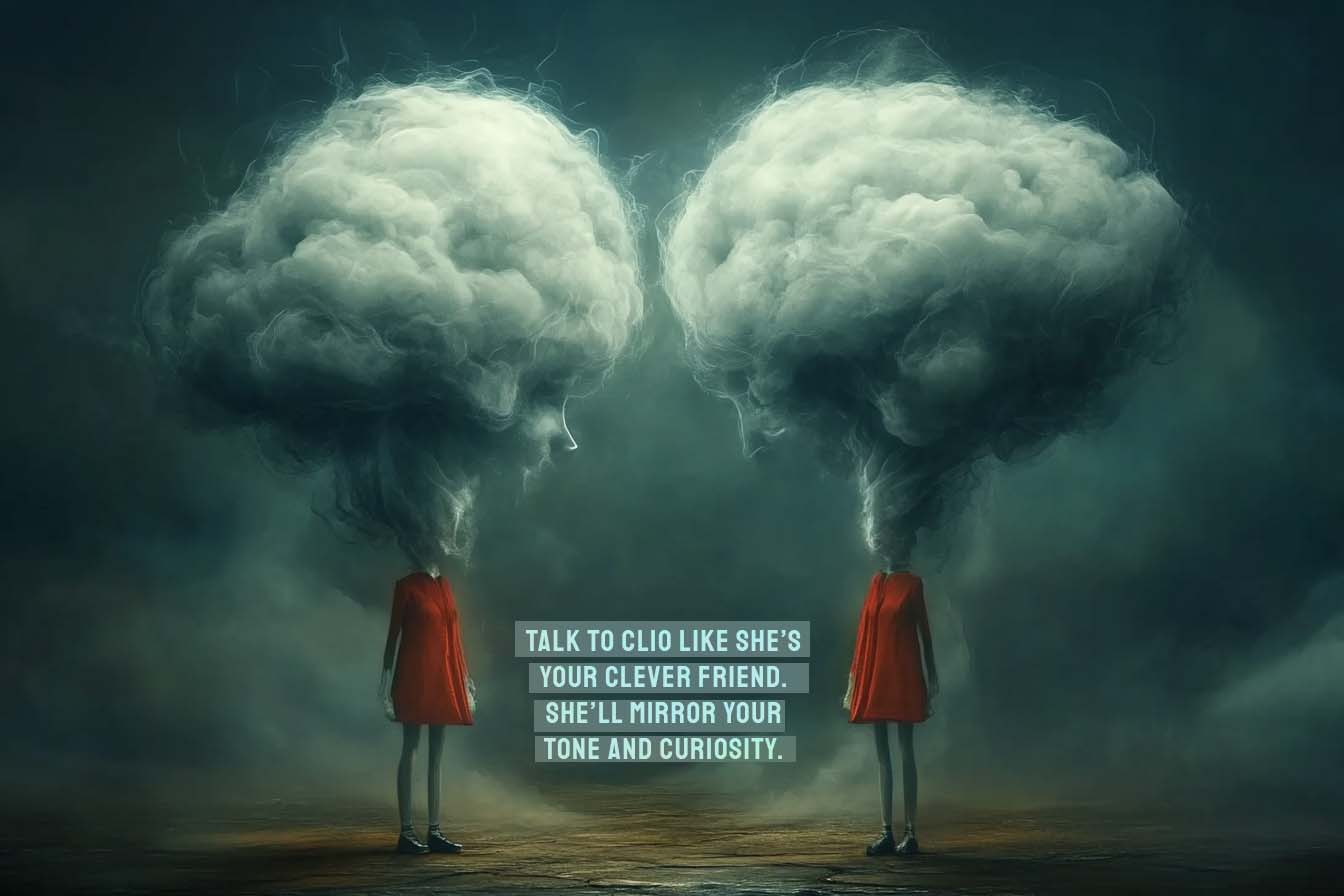 TALK TO CLIO LIKE SHE’S
YOUR CLEVER FRIEND.
SHE’LL MIRROR YOUR
TONE AND CURIOSITY.